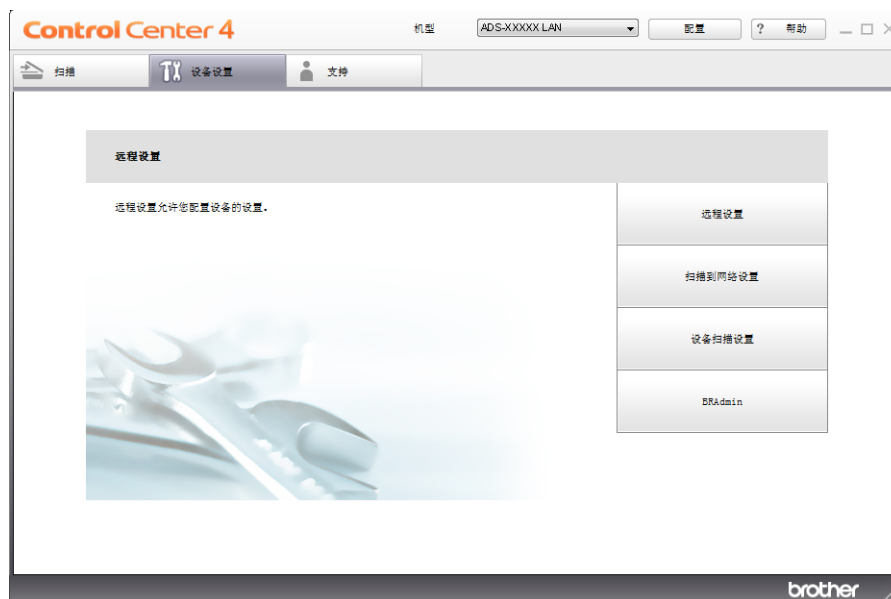 Control Center 4 机型 ADS-XXXXX LAN 配置 ? 帮助
扫描 设备设置 支持
远程设置
远程设置允许您配置设备的设置。
远程设置
扫描到网络设置
设备扫描设置
BRAdmin
brother